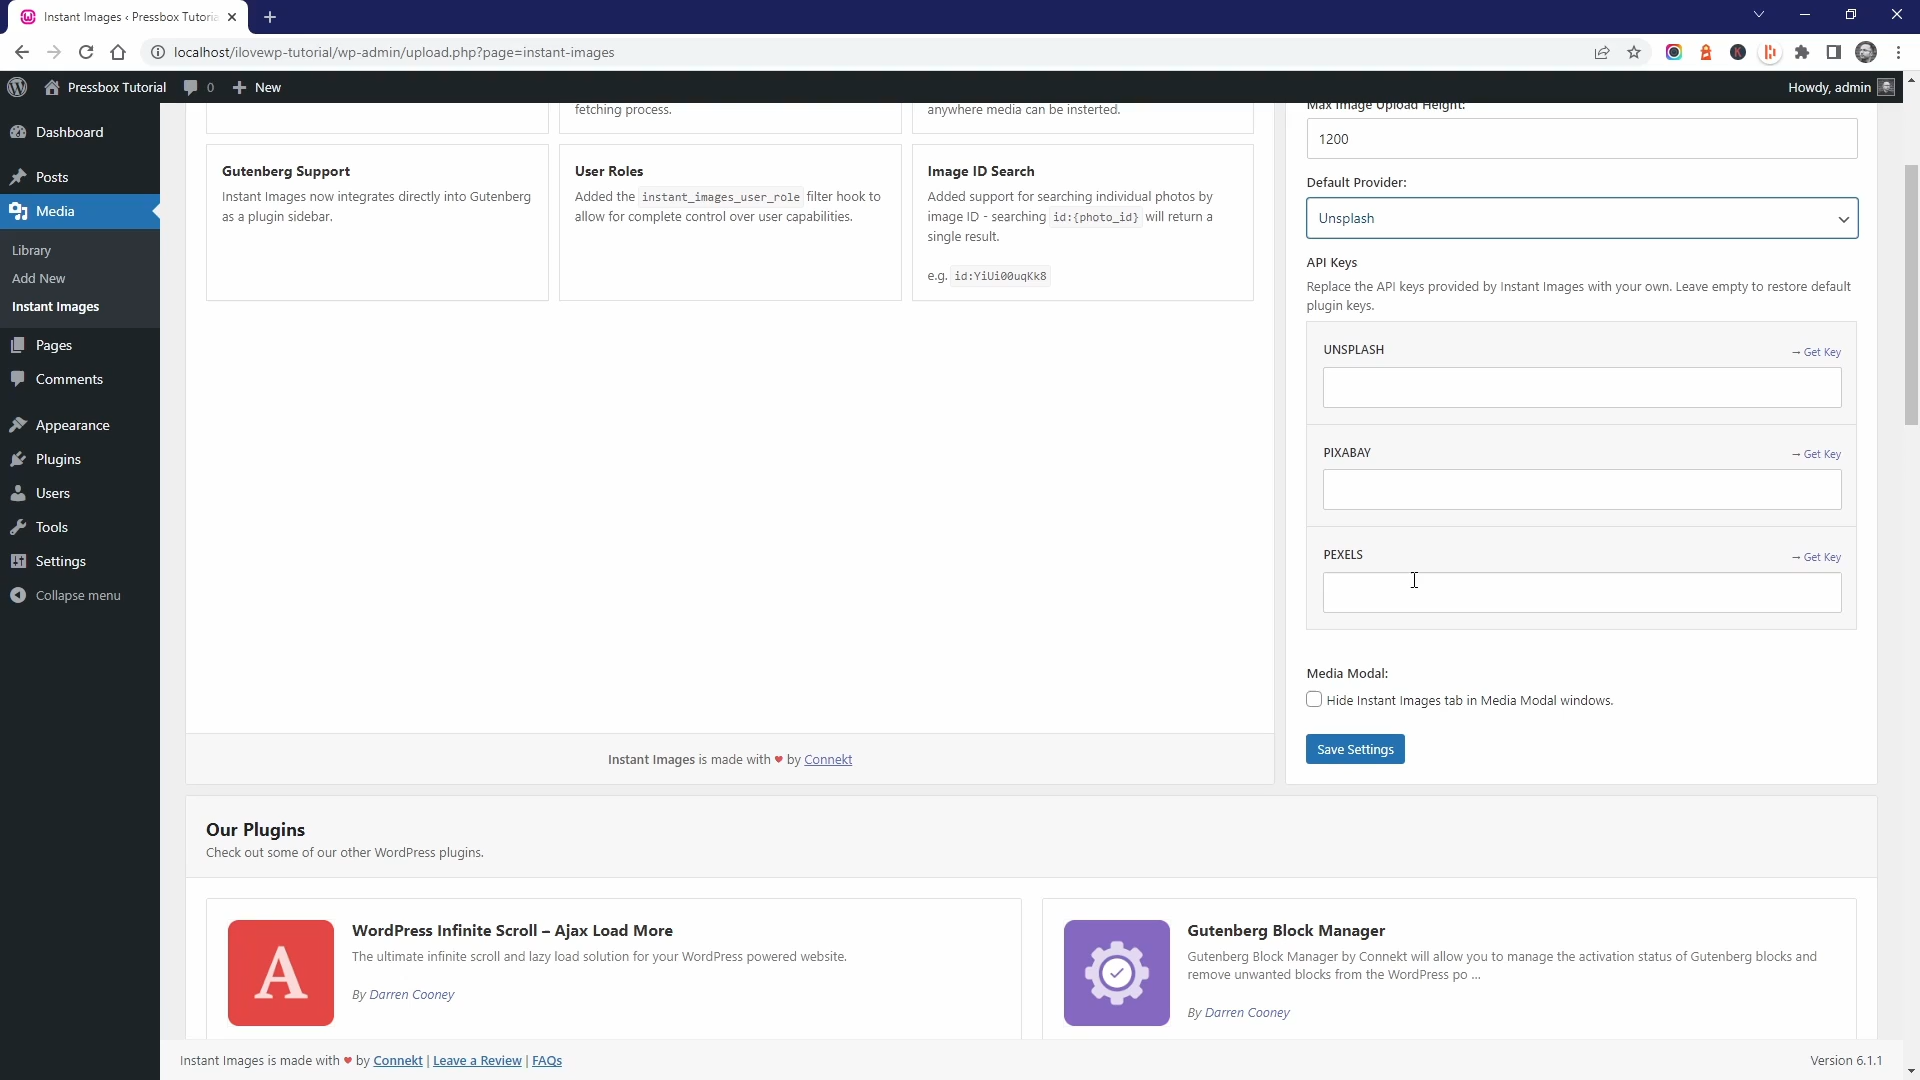 Instant Images ‹ Pressbox Tutoria
localhost/ilovewp-tutorial/wp-admin/upload.php?page=instant-images
Pressbox Tutorial
0
New
Howdy, admin
Dashboard
Posts
Media
Library
Add New
Instant Images
Pages
Comments
Appearance
Plugins
Users
Tools
Settings
Collapse menu
fetching process.
anywhere media can be insterted.
Gutenberg Support
Instant Images now integrates directly into Gutenberg
as a plugin sidebar.
User Roles
Added the instant_images_user_role filter hook to
allow for complete control over user capabilities.
Image ID Search
Added support for searching individual photos by
image ID - searching id:{photo_id} will return a
single result.
e.g. id:YiUi00uqKk8
Instant Images is made with ♥ by Connekt
Max Image Upload Height:
1200
Default Provider:
Unsplash
API Keys
Replace the API keys provided by Instant Images with your own. Leave empty to restore default
plugin keys.
UNSPLASH
→ Get Key
PIXABAY
→ Get Key
PEXELS
→ Get Key
Media Modal:
Hide Instant Images tab in Media Modal windows.
Save Settings
Our Plugins
Check out some of our other WordPress plugins.
A
WordPress Infinite Scroll – Ajax Load More
The ultimate infinite scroll and lazy load solution for your WordPress powered website.
By Darren Cooney
Gutenberg Block Manager
Gutenberg Block Manager by Connekt will allow you to manage the activation status of Gutenberg blocks and
remove unwanted blocks from the WordPress po ...
By Darren Cooney
Instant Images is made with ♥ by Connekt | Leave a Review | FAQs
Version 6.1.1